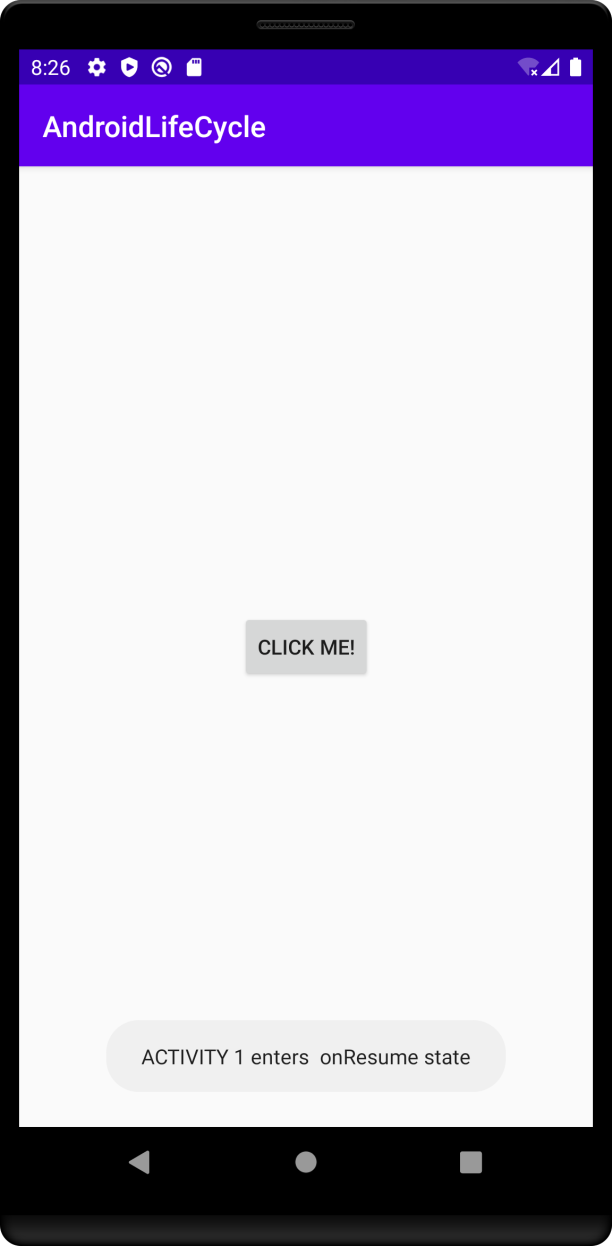 8:26
AndroidLifeCycle
CLICK ME!
ACTIVITY 1 enters  onResume state